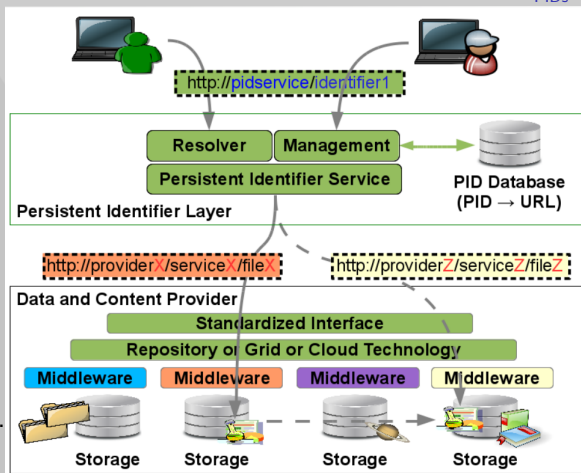 PIDs
http://pidservice/identifier1
Resolver
Management
Persistent Identifier Service
PID Database
(PID → URL)
Persistent Identifier Layer
http://providerX/serviceX/fileX
http://providerZ/serviceZ/fileZ
Data and Content Provider
Standardized Interface
Repository or Grid or Cloud Technology
Middleware
Middleware
Middleware
Middleware
Storage
Storage
Storage
Storage